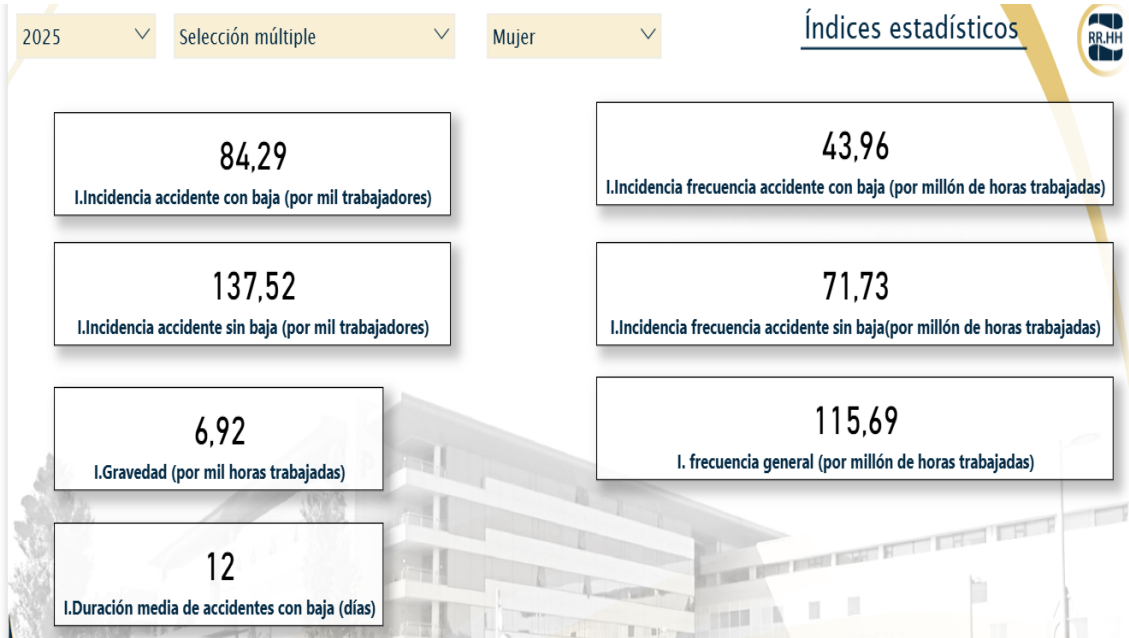 2025
Selección múltiple
Mujer
Índices estadísticos
RR.HH
84,29
I.Incidencia accidente con baja (por mil trabajadores)
43,96
I.Incidencia frecuencia accidente con baja (por millón de horas trabajadas)
137,52
I.Incidencia accidente sin baja (por mil trabajadores)
71,73
I.Incidencia frecuencia accidente sin baja(por millón de horas trabajadas)
6,92
I.Gravedad (por mil horas trabajadas)
115,69
I. frecuencia general (por millón de horas trabajadas)
12
I.Duración media de accidentes con baja (días)